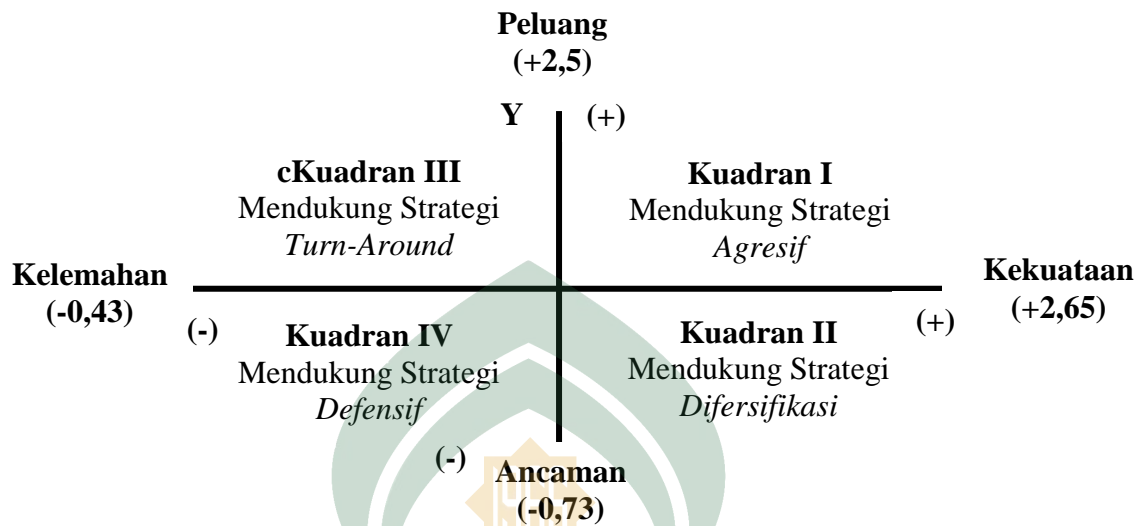 Peluang
(+2,5)
Y (+)
cKuadran III
Mendukung Strategi
Turn-Around
Kuadran I
Mendukung Strategi
Agresif
Kelemahan
(-0,43)
Kekuataan
(+2,65)
(-)
Kuadran IV
Mendukung Strategi
Defensif
Kuadran II
Mendukung Strategi
Difersifikasi
(+)
(-)
Ancaman
(-0,73)